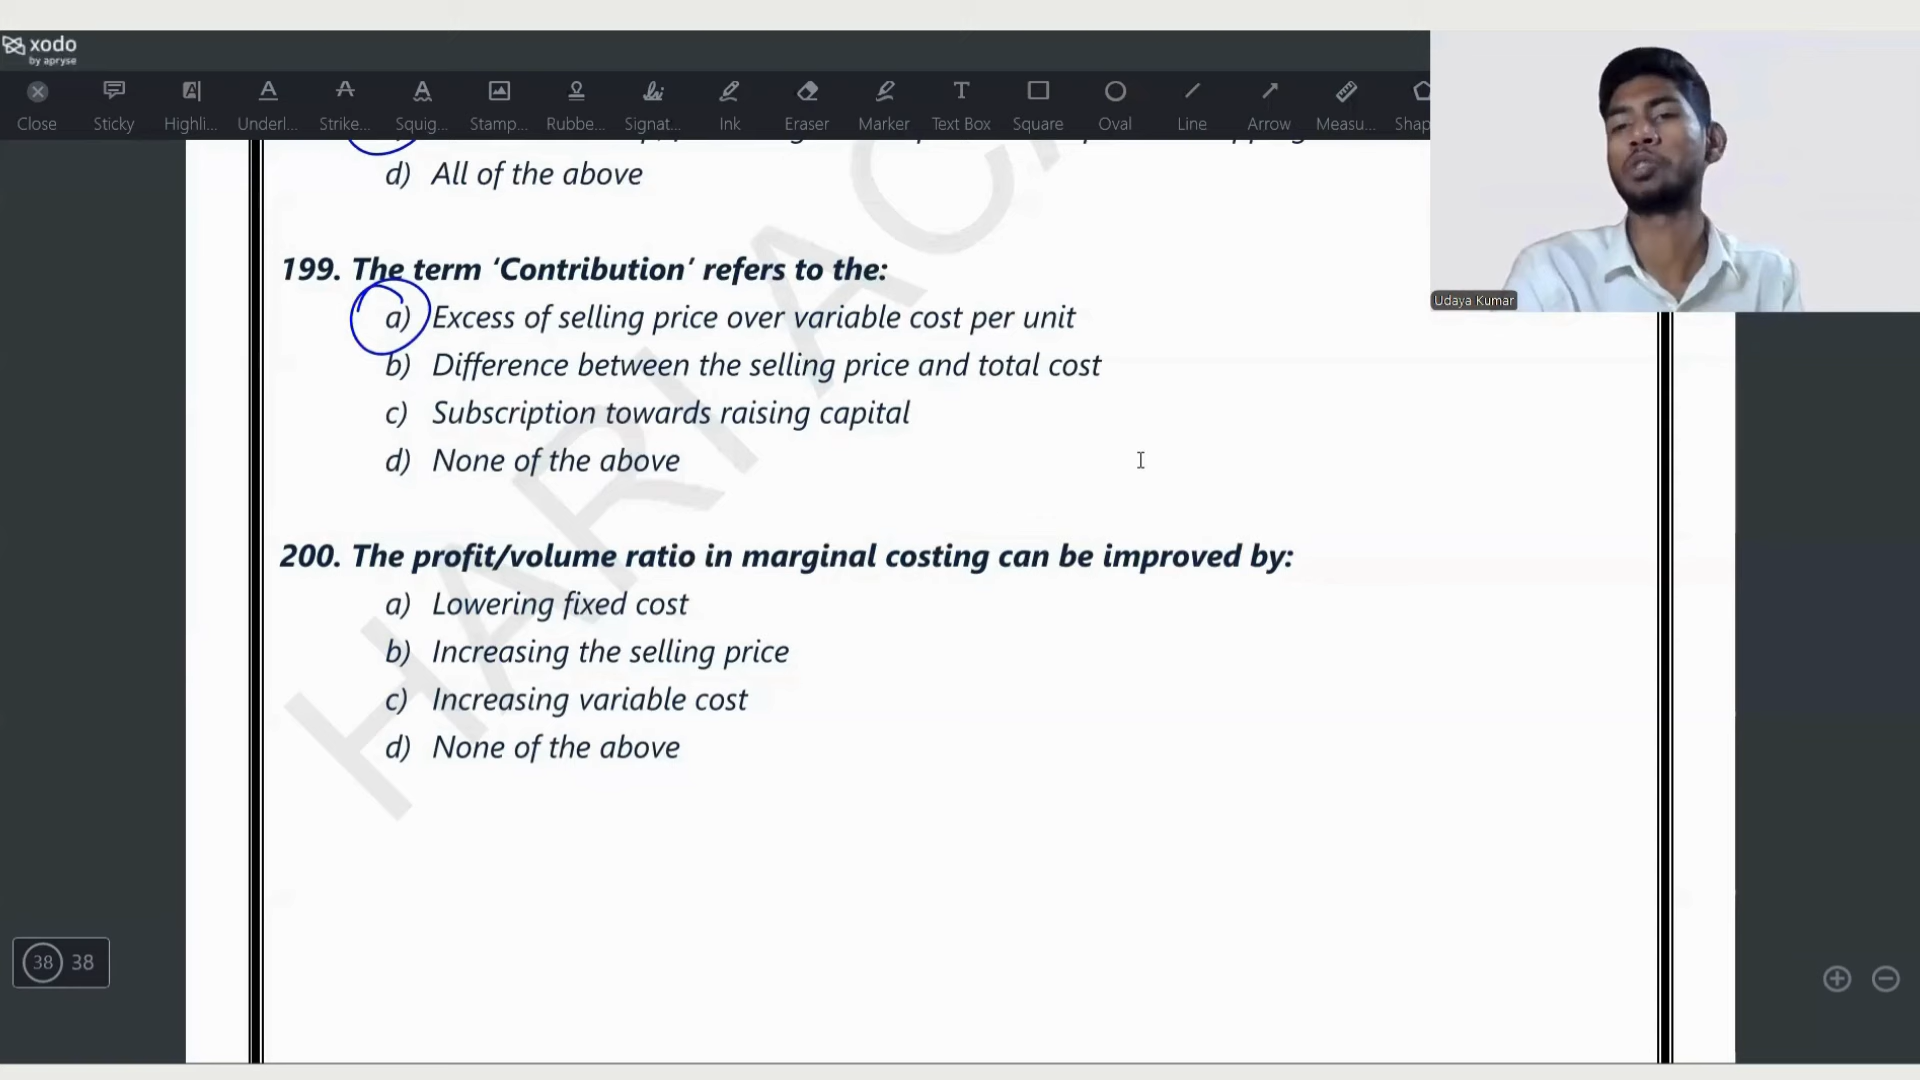 xodo
by apryse
Close Sticky Highli... Underl... Strike... Squig... Stamp... Rubbe... Signat... Ink Eraser Marker Text Box Square Oval Line Arrow Measu... Shap
d) All of the above
199. The term ‘Contribution’ refers to the:
a) Excess of selling price over variable cost per unit
b) Difference between the selling price and total cost
c) Subscription towards raising capital
d) None of the above
200. The profit/volume ratio in marginal costing can be improved by:
a) Lowering fixed cost
b) Increasing the selling price
c) Increasing variable cost
d) None of the above
Udaya Kumar
HARI AC
38 38